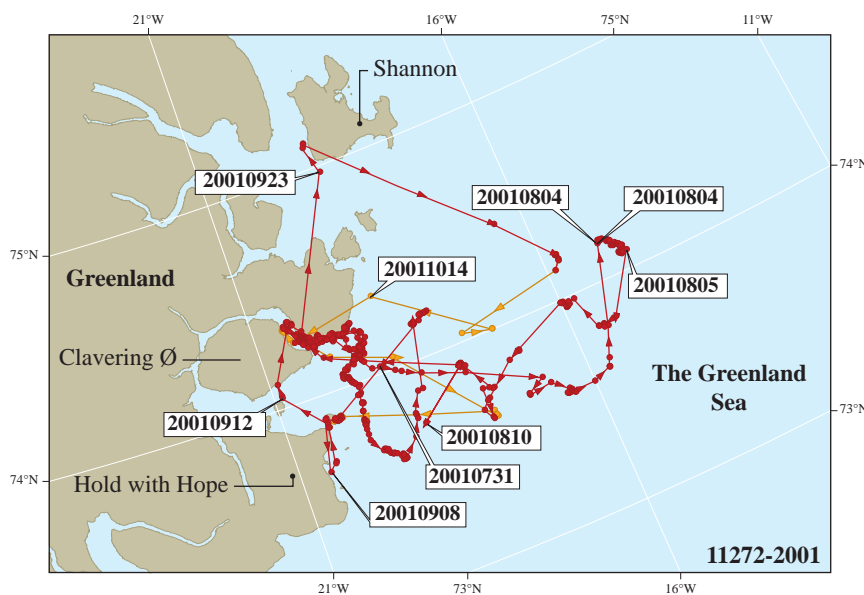 21°W
16°W
75°N
11°W
Shannon
74°N
20010923
20010804
20010804
75°N
Greenland
20011014
20010805
Clavering Ø
The Greenland
Sea
20010912
20010810
73°N
20010731
74°N
Hold with Hope
20010908
11272-2001
21°W
73°N
16°W